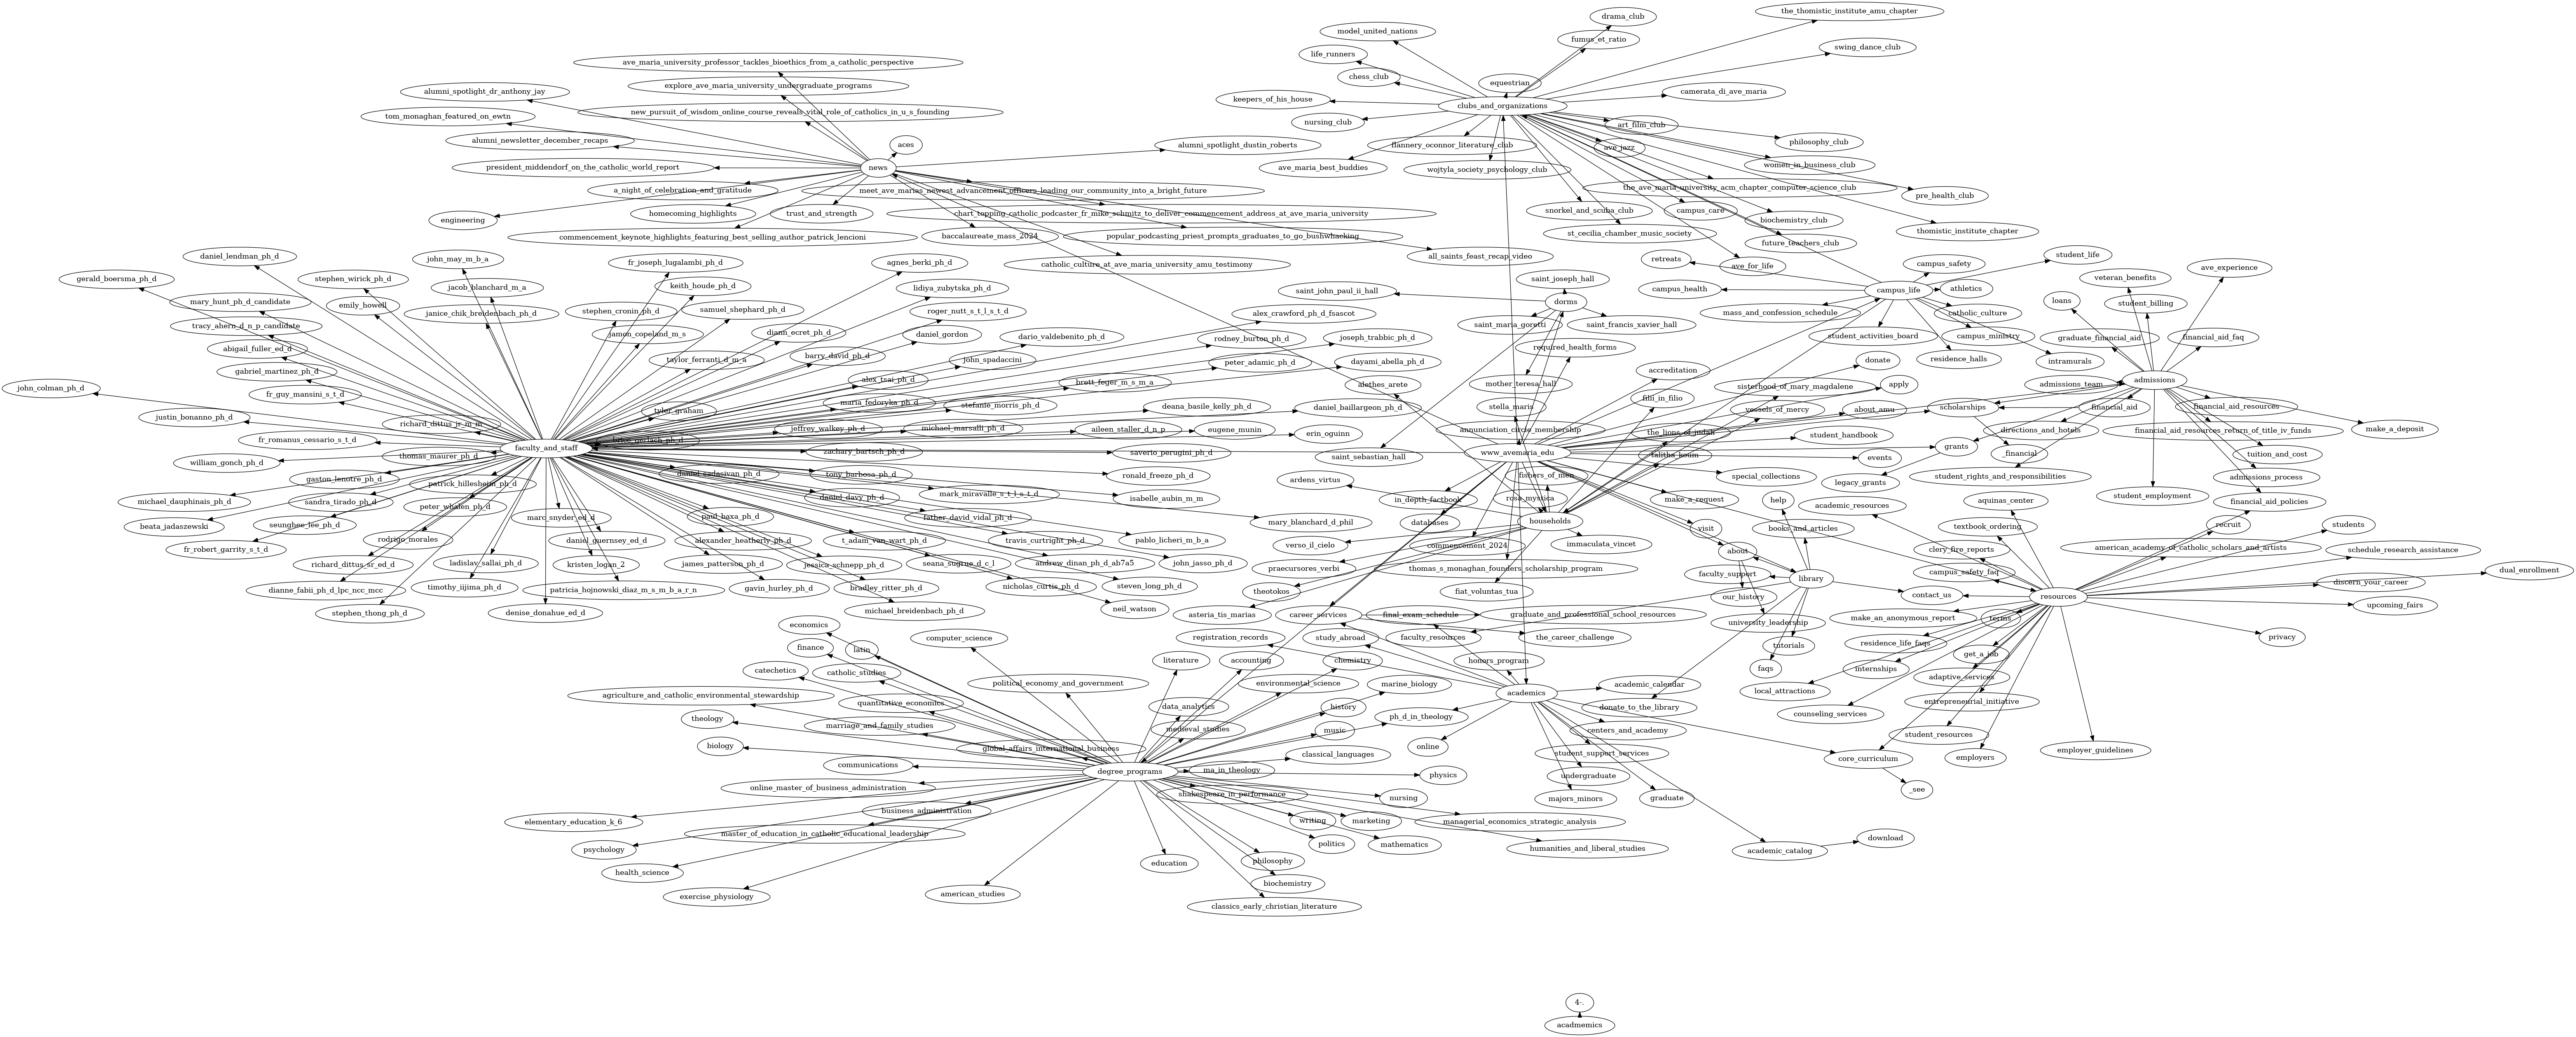 the_thomistic_institute_amu_chapter
drama_club
model_united_nations
fumus_et_ratio
swing_dance_club
life_runners
ave_maria_university_professor_tackles_bioethics_from_a_catholic_perspective
chess_club
equestrian
explore_ave_maria_university_undergraduate_programs
alumni_spotlight_dr_anthony_jay
camerata_di_ave_maria
keepers_of_his_house
clubs_and_organizations
new_pursuit_of_wisdom_online_course_reveals_vital_role_of_catholics_in_u_s_founding
tom_monaghan_featured_on_ewtn
nursing_club
art_film_club
alumni_newsletter_december_recaps
philosophy_club
aces
alumni_spotlight_dustin_roberts
flannery_oconnor_literature_club
ave_jazz
women_in_business_club
president_middendorf_on_the_catholic_world_report
news
ave_maria_best_buddies
wojtyla_society_psychology_club
the_ave_maria_university_acm_chapter_computer_science_club
a_night_of_celebration_and_gratitude
meet_ave_marias_newest_advancement_officers_leading_our_community_into_a_bright_future
pre_health_club
homecoming_highlights
trust_and_strength
chart_topping_catholic_podcaster_fr_mike_schmitz_to_deliver_commencement_address_at_ave_maria_university
snorkel_and_scuba_club
campus_care
engineering
biochemistry_club
thomistic_institute_chapter
commencement_keynote_highlights_featuring_best_selling_author_patrick_lencioni
baccalaureate_mass_2024
popular_podcasting_priest_prompts_graduates_to_go_bushwhacking
st_cecilia_chamber_music_society
future_teachers_club
daniel_lendman_ph_d
john_may_m_b_a
fr_joseph_lugalambi_ph_d
agnes_berki_ph_d
catholic_culture_at_ave_maria_university_amu_testimony
all_saints_feast_recap_video
retreats
ave_for_life
campus_safety
student_life
ave_experience
gerald_boersma_ph_d
stephen_wirick_ph_d
jacob_blanchard_m_a
keith_houde_ph_d
lidiya_zubytska_ph_d
saint_joseph_hall
saint_john_paul_ii_hall
campus_health
campus_life
athletics
veteran_benefits
mary_hunt_ph_d_candidate
emily_howell
janice_chik_breidenbach_ph_d
stephen_cronin_ph_d
samuel_shephard_ph_d
roger_nutt_s_t_l_s_t_d
alex_crawford_ph_d_fsascot
dorms
mass_and_confession_schedule
catholic_culture
loans
student_billing
tracy_ahern_d_n_p_candidate
jamon_copeland_m_s
diann_ecret_ph_d
daniel_gordon
dario_valdebenito_ph_d
rodney_burton_ph_d
joseph_trabbic_ph_d
saint_maria_goretti
saint_francis_xavier_hall
student_activities_board
campus_ministry
graduate_financial_aid
financial_aid_faq
abigail_fuller_ed_d
taylor_ferranti_d_m_a
barry_david_ph_d
john_spadaccini
peter_adamic_ph_d
dayami_abella_ph_d
required_health_forms
residence_halls
intramurals
donate
gabriel_martinez_ph_d
alex_tsai_ph_d
brett_feger_m_s_m_a
alethes_arete
mother_teresa_hall
accreditation
sisterhood_of_mary_magdalene
apply
admissions_team
admissions
john_colman_ph_d
fr_guy_mansini_s_t_d
maria_fedoryka_ph_d
stefanie_morris_ph_d
deana_basile_kelly_ph_d
daniel_baillargeon_ph_d
stella_maris
filii_in_filio
vessels_of_mercy
about_amu
scholarships
financial_aid
financial_aid_resources
justin_bonanno_ph_d
richard_dittus_jr_m_m
tyler_graham
jeffrey_walkey_ph_d
michael_marsalli_ph_d
aileen_staller_d_n_p
eugene_munin
erin_oguinn
annunciation_circle_membership
the_lions_of_judah
student_handbook
directions_and_hotels
financial_aid_resources_return_of_title_iv_funds
make_a_deposit
fr_romanus_cessario_s_t_d
faculty_and_staff
brice_gerlach_ph_d
zachary_bartsch_ph_d
saverio_perugini_ph_d
saint_sebastian_hall
www_avemaria_edu
talitha_koum
events
grants
_financial
tuition_and_cost
william_gonch_ph_d
thomas_maurer_ph_d
gaston_lenotre_ph_d
daniel_sadasivan_ph_d
tony_barbosa_ph_d
ronald_freeze_ph_d
ardens_virtus
fishers_of_men
special_collections
legacy_grants
student_rights_and_responsibilities
admissions_process
michael_dauphinais_ph_d
sandra_tirado_ph_d
patrick_hillesheim_ph_d
daniel_davy_ph_d
mark_miravalle_s_t_l_s_t_d
isabelle_aubin_m_m
in_depth_factbook
rosa_mystica
make_a_request
help
academic_resources
aquinas_center
student_employment
financial_aid_policies
beata_jadaszewski
seunghee_lee_ph_d
peter_whalen_ph_d
marc_snyder_ed_d
paul_baxa_ph_d
father_david_vidal_ph_d
mary_blanchard_d_phil
databases
households
visit
books_and_articles
textbook_ordering
recruit
students
fr_robert_garrity_s_t_d
rodrigo_morales
daniel_guernsey_ed_d
alexander_heatherly_ph_d
t_adam_van_wart_ph_d
travis_curtright_ph_d
pablo_licheri_m_b_a
verso_il_cielo
commencement_2024
immaculata_vincet
about
clery_fire_reports
american_academy_of_catholic_scholars_and_artists
schedule_research_assistance
richard_dittus_sr_ed_d
ladislav_sallai_ph_d
kristen_logan_2
james_patterson_ph_d
jessica_schnepp_ph_d
seana_sugrue_d_c_l
andrew_dinan_ph_d_ab7a5
john_jasso_ph_d
praecursores_verbi
thomas_s_monaghan_founders_scholarship_program
faculty_support
library
campus_safety_faq
discern_your_career
dual_enrollment
dianne_fabii_ph_d_lpc_ncc_mcc
timothy_iijima_ph_d
patricia_hojnowski_diaz_m_s_m_b_a_r_n
gavin_hurley_ph_d
bradley_ritter_ph_d
nicholas_curtis_ph_d
steven_long_ph_d
theotokos
fiat_voluntas_tua
our_history
contact_us
resources
upcoming_fairs
stephen_thong_ph_d
denise_donahue_ed_d
michael_breidenbach_ph_d
neil_watson
asteria_tis_marias
career_services
final_exam_schedule
graduate_and_professional_school_resources
university_leadership
make_an_anonymous_report
terms
economics
computer_science
registration_records
study_abroad
faculty_resources
the_career_challenge
tutorials
residence_life_faqs
privacy
finance
latin
literature
accounting
chemistry
honors_program
faqs
internships
get_a_job
catechetics
catholic_studies
political_economy_and_government
environmental_science
marine_biology
academics
academic_calendar
local_attractions
adaptive_services
agriculture_and_catholic_environmental_stewardship
quantitative_economics
data_analytics
history
ph_d_in_theology
donate_to_the_library
counseling_services
entrepreneurial_initiative
theology
marriage_and_family_studies
medieval_studies
music
centers_and_academy
student_resources
biology
global_affairs_international_business
classical_languages
online
student_support_services
core_curriculum
employers
employer_guidelines
communications
degree_programs
ma_in_theology
physics
undergraduate
online_master_of_business_administration
shakespeare_in_performance
nursing
majors_minors
graduate
_see
elementary_education_k_6
business_administration
writing
marketing
managerial_economics_strategic_analysis
master_of_education_in_catholic_educational_leadership
politics
mathematics
humanities_and_liberal_studies
academic_catalog
download
psychology
education
philosophy
health_science
biochemistry
exercise_physiology
american_studies
classics_early_christian_literature
4-.
acadmemics